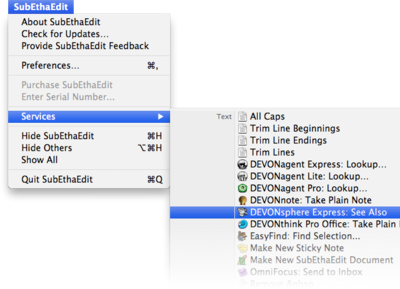 SubEthaEdit
About SubEthaEdit
Check for Updates...
Provide SubEthaEdit Feedback
Preferences... ⌘,
Purchase SubEthaEdit
Enter Serial Number...
Services ▶
Hide SubEthaEdit ⌘H
Hide Others ⌥⌘H
Show All
Quit SubEthaEdit ⌘Q
Text All Caps
Trim Line Beginnings
Trim Line Endings
Trim Lines
DEVONagent Express: Lookup...
DEVONagent Lite: Lookup...
DEVONagent Pro: Lookup...
DEVONnote: Take Plain Note
DEVONsphere Express: See Also
DEVONthink Pro Office: Take Plain
EasyFind: Find Selection...
Make New Sticky Note
Make New SubEthaEdit Document
OmniFocus: Send to Inbox